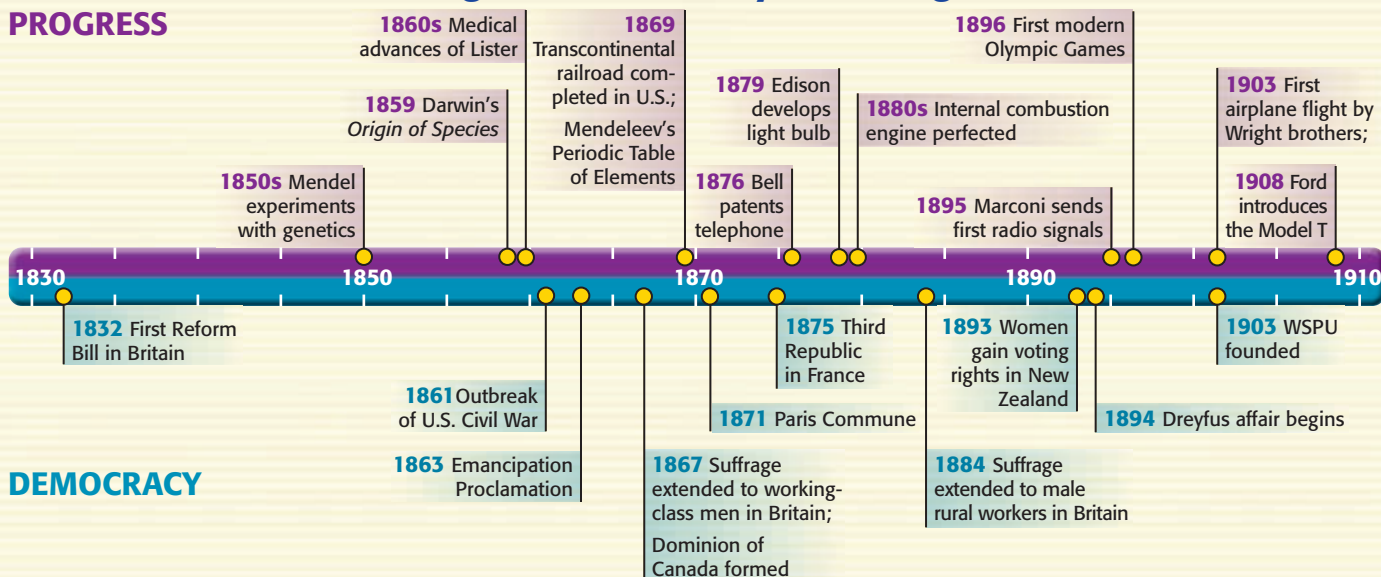 PROGRESS
1860s Medical
advances of Lister
1869
Transcontinental
railroad com-
pleted in U.S.;
Mendeleev's
Periodic Table
of Elements
1896 First modern
Olympic Games
1859 Darwin's
Origin of Species
1879 Edison
develops
light bulb
1880s Internal combustion
engine perfected
1903 First
airplane flight by
Wright brothers;
1850s Mendel
experiments
with genetics
1876 Bell
patents
telephone
1895 Marconi sends
first radio signals
1908 Ford
introduces
the Model T
1830
1850
1870
1890
1910
1832 First Reform
Bill in Britain
1861 Outbreak
of U.S. Civil War
1863 Emancipation
Proclamation
1867 Suffrage
extended to working-
class men in Britain;
Dominion of
Canada formed
1871 Paris Commune
1875 Third
Republic
in France
1884 Suffrage
extended to male
rural workers in Britain
1893 Women
gain voting
rights in New
Zealand
1894 Dreyfus affair begins
1903 WSPU
founded
DEMOCRACY